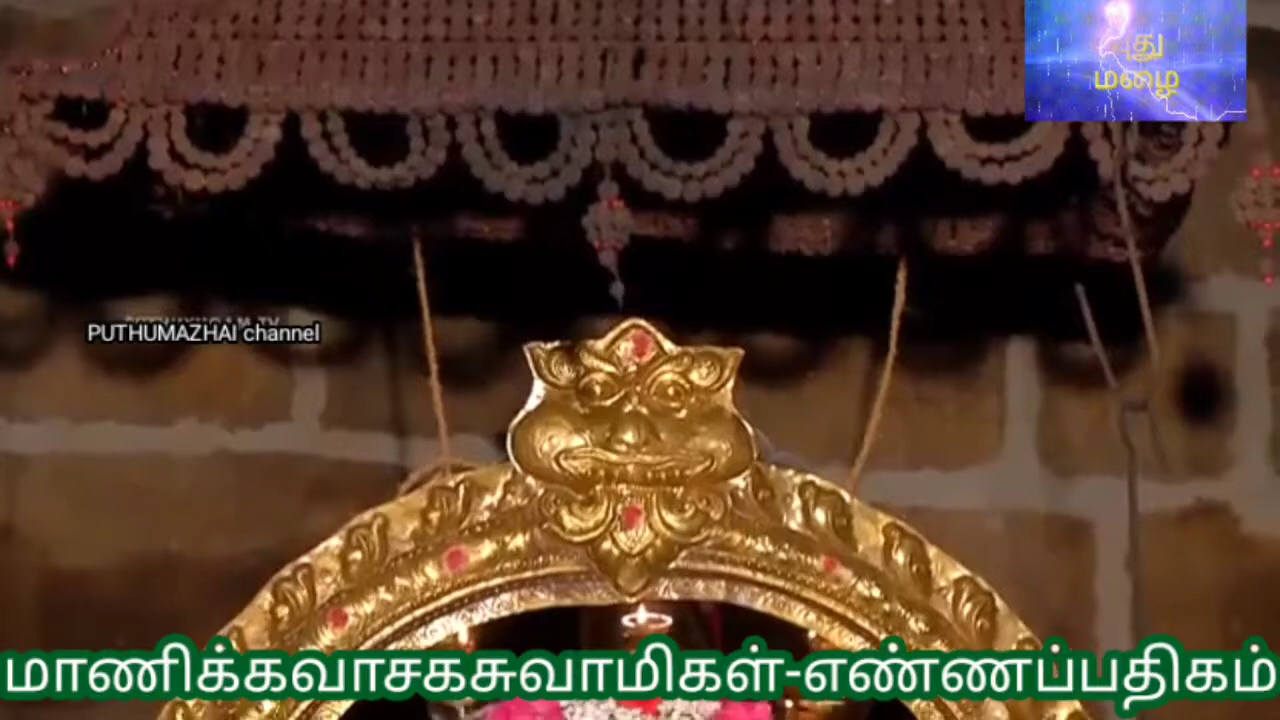 புது
மழை
PUTHUMAZHAI channel
மாணிக்கவாசகசுவாமிகள்-எண்ணப்பதிகம்